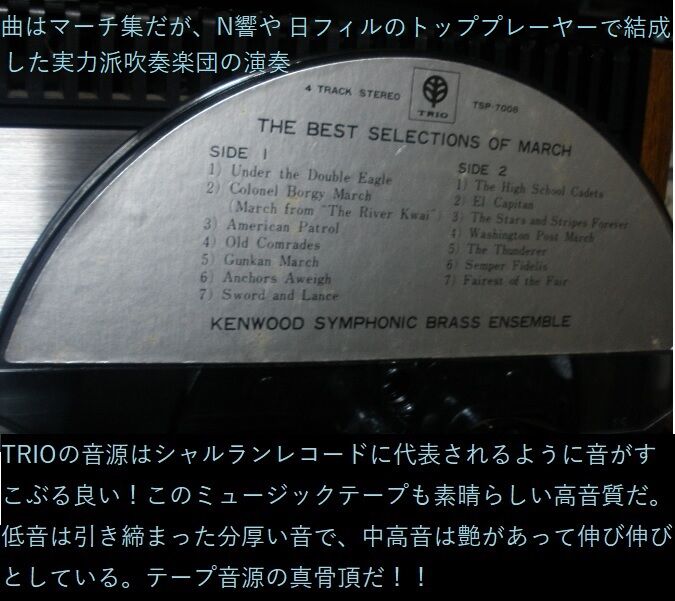 曲はマーチ集だが、N響や 日フィルのトッププレーヤーで結成
した実力派吹奏楽団の演奏
4 TRACK STEREO
TRIO
TSP-7006
THE BEST SELECTIONS OF MARCH
SIDE 1
1) Under the Double Eagle
2) Colonel Borgy March
(March from "The River Kwai")
3) American Patrol
4) Old Comrades
5) Gunkan March
6) Anchors Aweigh
7) Sword and Lance
SIDE 2
1) The High School Cadets
2) El Capitan
3) The Stars and Stripes Forever
4) Washington Post March
5) The Thunderer
6) Semper Fidelis
7) Fairest of the Fair
KENWOOD SYMPHONIC BRASS ENSEMBLE
TRIOの音源はシャルランレコードに代表されるように音がす
こぶる良い！このミュージックテープも素晴らしい高音質だ。
低音は引き締まった分厚い音で、中高音は艶があって伸び伸び
としている。テープ音源の真骨頂だ！！